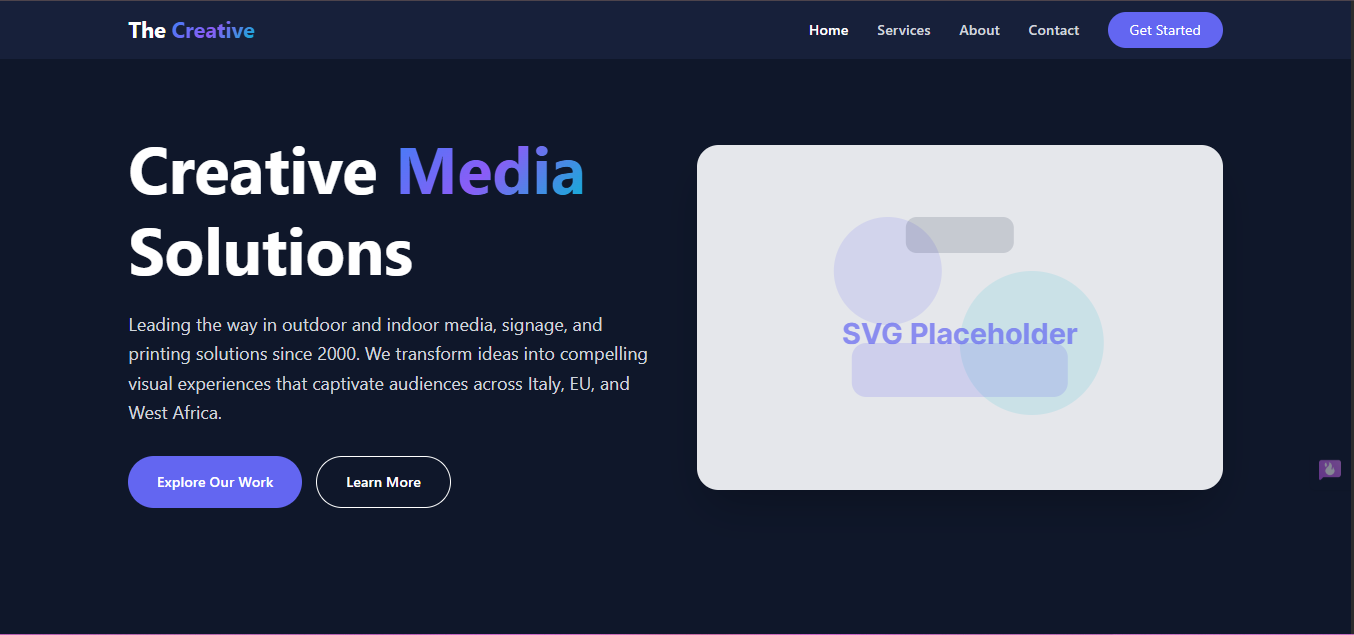 The Creative
Home Services About Contact Get Started
Creative Media
Solutions
Leading the way in outdoor and indoor media, signage, and
printing solutions since 2000. We transform ideas into compelling
visual experiences that captivate audiences across Italy, EU, and
West Africa.
Explore Our Work Learn More
SVG Placeholder